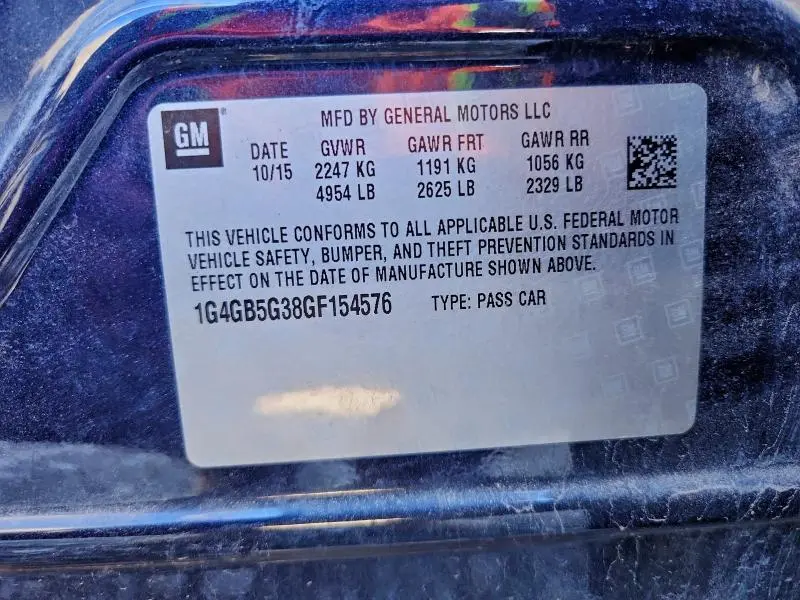 GM
MFD BY GENERAL MOTORS LLC
DATE GVWR GAWR FRT GAWR RR
10/15 2247 KG 1191 KG 1056 KG
4954 LB 2625 LB 2329 LB
THIS VEHICLE CONFORMS TO ALL APPLICABLE U.S. FEDERAL MOTOR
VEHICLE SAFETY, BUMPER, AND THEFT PREVENTION STANDARDS IN
EFFECT ON THE DATE OF MANUFACTURE SHOWN ABOVE.
1G4GB5G38GF154576 TYPE: PASS CAR